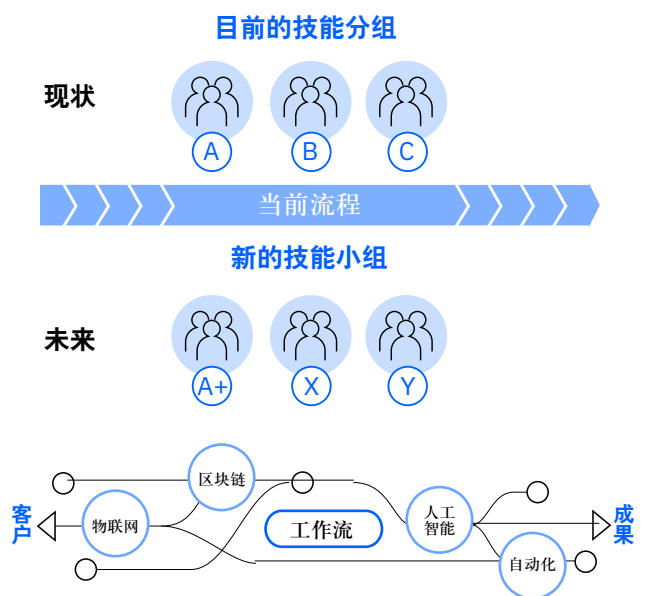 目前的技能分组
现状
A
B
C
当前流程
新的技能小组
未来
A+
X
Y
区块链
客户
物联网
工作流
人工
智能
成果
自动化